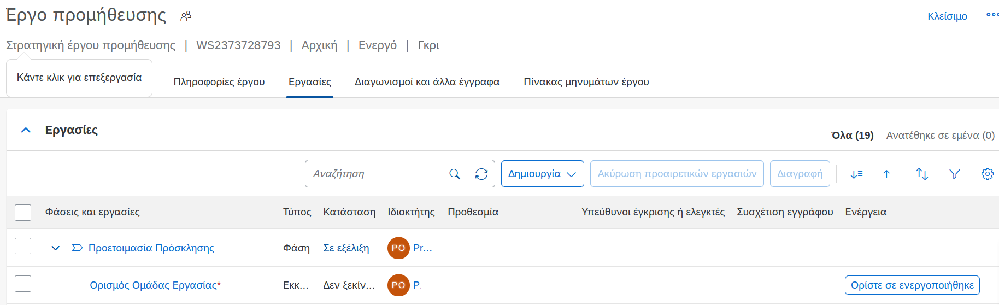 Έργο προμήθευσης
Κλείσιμο
Στρατηγική έργου προμήθευσης | WS2373728793 | Αρχική | Ενεργό | Γκρι
Κάντε κλικ για επεξεργασία
Πληροφορίες έργου Εργασίες Διαγωνισμοί και άλλα έγγραφα Πίνακας μηνυμάτων έργου
Εργασίες
Όλα (19) Ανατέθηκε σε εμένα (0)
Αναζήτηση Δημιουργία Ακύρωση προαιρετικών εργασιών Διαγραφή
Φάσεις και εργασίες Τύπος Κατάσταση Ιδιοκτήτης Προθεσμία Υπεύθυνοι έγκρισης ή ελεγκτές Συσχέτιση εγγράφου Ενέργεια
Προετοιμασία Πρόσκλησης Φάση Σε εξέλιξη PO Pr...
Ορισμός Ομάδας Εργασίας* Εκκ... Δεν ξεκίν... PO P.
Ορίστε σε ενεργοποιήθηκε